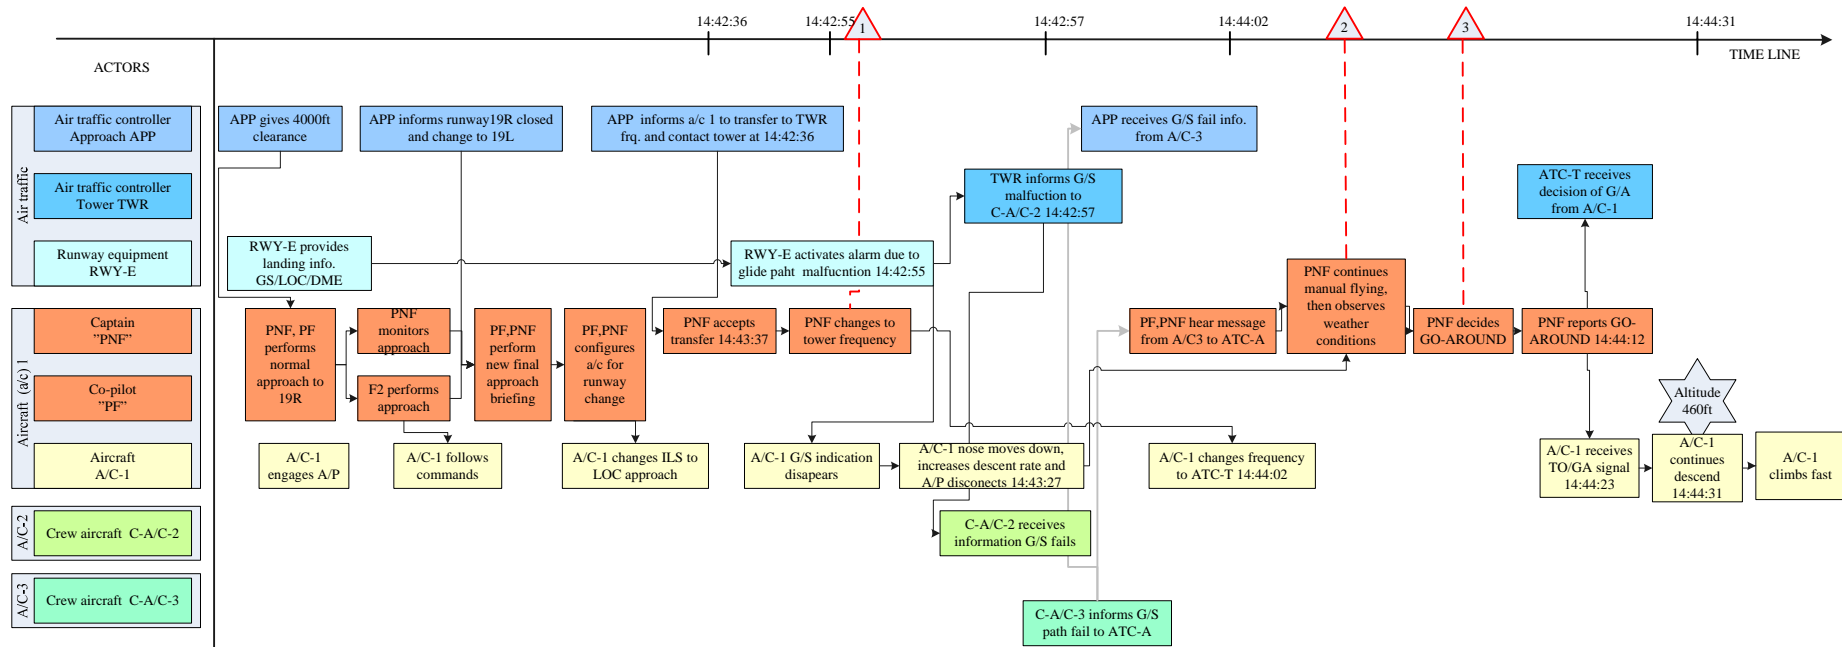 14:42:36
14:42:55
1
14:42:57
14:44:02
2
3
14:44:31
TIME LINE
ACTORS
Air traffic
Air traffic controller
Approach APP
APP gives 4000ft
clearance
APP informs runway19R closed
and change to 19L
APP  informs a/c 1 to transfer to TWR
frq. and contact tower at 14:42:36
APP receives G/S fail info.
from A/C-3
Air traffic controller
Tower TWR
TWR informs G/S
malfuction to
C-A/C-2 14:42:57
ATC-T receives
decision of G/A
from A/C-1
Runway equipment
RWY-E
RWY-E provides
landing info.
GS/LOC/DME
RWY-E activates alarm due to
glide paht  malfucntion 14:42:55
Aircraft  (a/c) 1
Captain
"PNF"
PNF, PF
performs
normal
approach to
19R
PNF
monitors
approach
F2 performs
approach
PF,PNF
perform
new final
approach
briefing
PF,PNF
configures
a/c for
runway
change
PNF accepts
transfer 14:43:37
PNF changes to
tower frequency
PF,PNF hear message
from A/C3 to ATC-A
PNF continues
manual flying,
then observes
weather
conditions
PNF decides
GO-AROUND
PNF reports GO-
AROUND 14:44:12
Co-pilot
"PF"
Altitude
460ft
Aircraft
A/C-1
A/C-1
engages A/P
A/C-1 follows
commands
A/C-1 changes ILS to
LOC approach
A/C-1 G/S indication
disapears
A/C-1 nose moves down,
increases descent rate and
A/P disconects 14:43:27
A/C-1 changes frequency
to ATC-T 14:44:02
A/C-1 receives
TO/GA signal
14:44:23
A/C-1
continues
descend
14:44:31
A/C-1
climbs fast
A/C-2
Crew aircraft  C-A/C-2
C-A/C-2 receives
information G/S fails
A/C-3
Crew aircraft  C-A/C-3
C-A/C-3 informs G/S
path fail to ATC-A